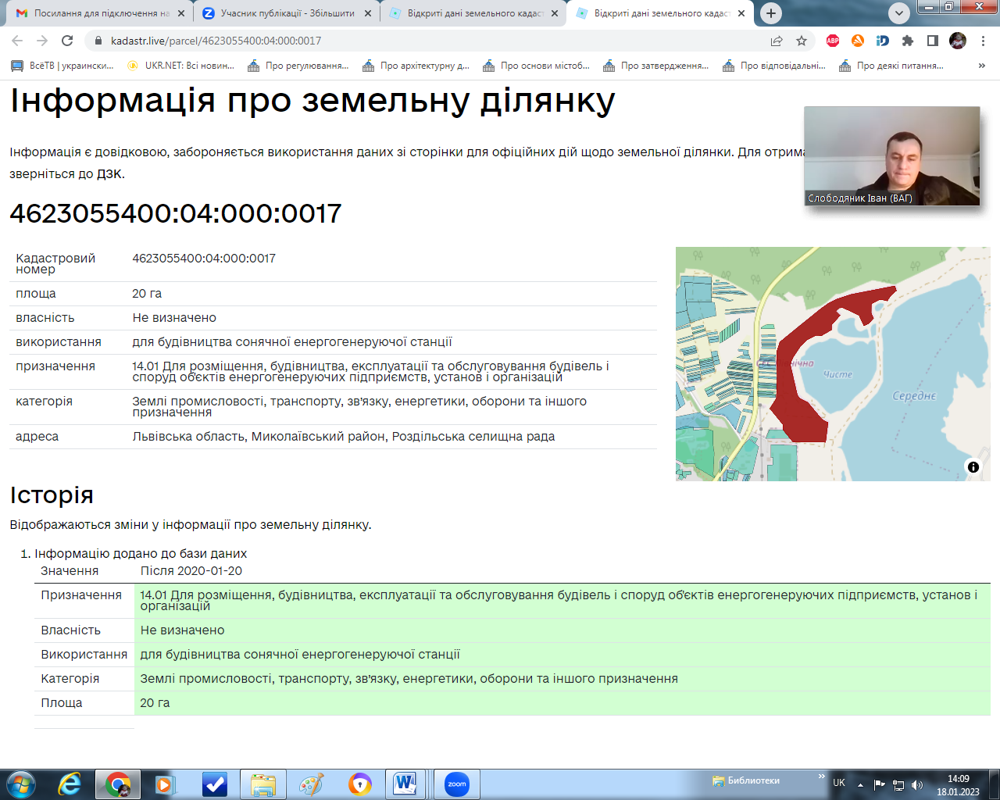 Посилання для підключення на
Учасник публікації - Збільшити
Відкриті дані земельного кадаст
Відкриті дані земельного кадаст
kadastr.live/parcel/4623055400:04:000:0017
ABP
ВсёТВ | украински...
UKR.NET: Всі новин...
Про регулювання...
Про архітектурну д...
Про основи містоб...
Про затвердження...
Про відповідальні...
Про деякі питання...
»
Інформація про земельну ділянку
Інформація є довідковою, забороняється використання даних зі сторінки для офіційних дій щодо земельної ділянки. Для отрима
зверніться до ДЗК.
Слободяник Іван (ВАГ)
4623055400:04:000:0017
Кадастровий номер 4623055400:04:000:0017
площа 20 га
власність Не визначено
використання для будівництва сонячної енергогенеруючої станції
призначення 14.01 Для розміщення, будівництва, експлуатації та обслуговування будівель і
споруд об'єктів енергогенеруючих підприємств, установ і організацій
категорія Землі промисловості, транспорту, зв'язку, енергетики, оборони та іншого
призначення
адреса Львівська область, Миколаївський район, Роздільська селищна рада
Чисте
Середнє
Історія
Відображаються зміни у інформації про земельну ділянку.
1. Інформацію додано до бази даних
Значення Після 2020-01-20
Призначення 14.01 Для розміщення, будівництва, експлуатації та обслуговування будівель і споруд об'єктів енергогенеруючих підприємств, установ і
організацій
Власність Не визначено
Використання для будівництва сонячної енергогенеруючої станції
Категорія Землі промисловості, транспорту, зв'язку, енергетики, оборони та іншого призначення
Площа 20 га
zoom
Библиотеки
»
UK
14:09
18.01.2023